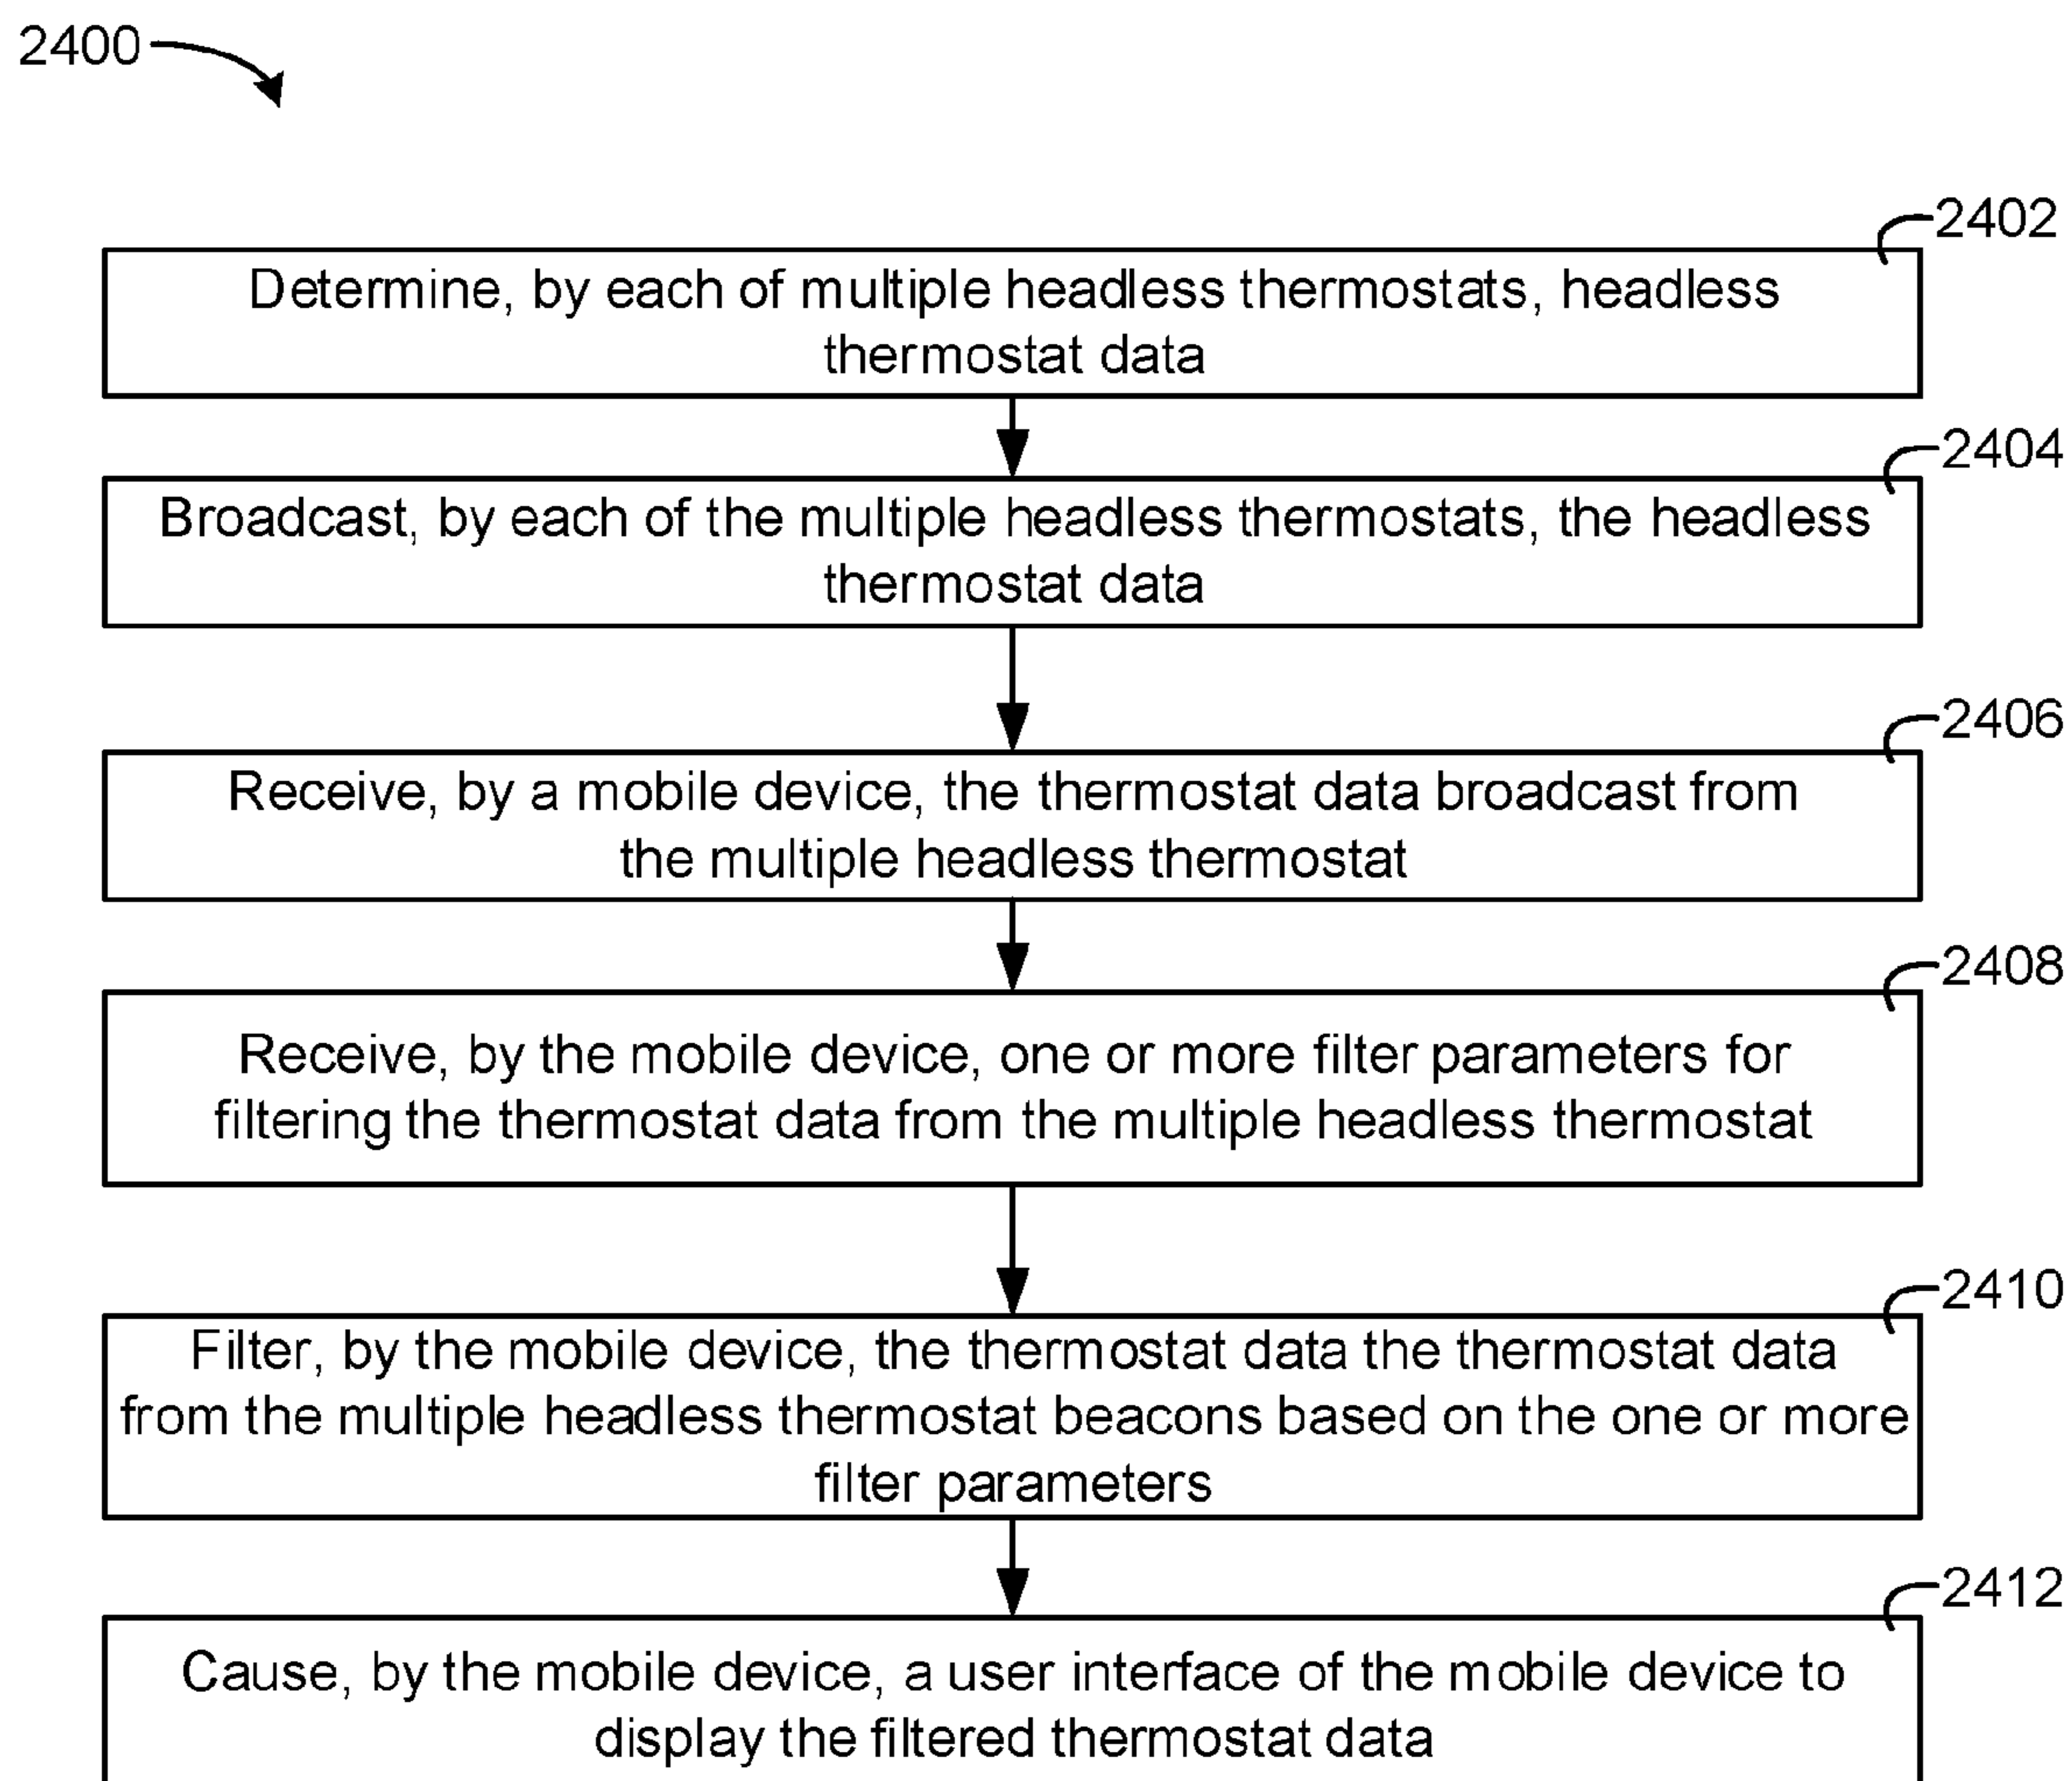 2400
2402
Determine, by each of multiple headless thermostats, headless
thermostat data
2404
Broadcast, by each of the multiple headless thermostats, the headless
thermostat data
2406
Receive, by a mobile device, the thermostat data broadcast from
the multiple headless thermostat
2408
Receive, by the mobile device, one or more filter parameters for
filtering the thermostat data from the multiple headless thermostat
2410
Filter, by the mobile device, the thermostat data the thermostat data
from the multiple headless thermostat beacons based on the one or more
filter parameters
2412
Cause, by the mobile device, a user interface of the mobile device to
display the filtered thermostat data